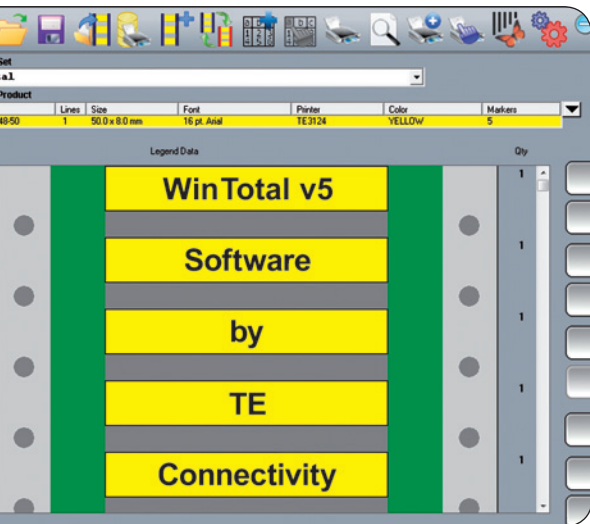 Set
Product
Lines Size Font Printer Color Markers
48-50 1 50.0 x 8.0 mm 16 pt. Arial TE3124 YELLOW 5
Legend Data Qty
WinTotal v5 1
Software 1
by 1
TE 1
Connectivity 1